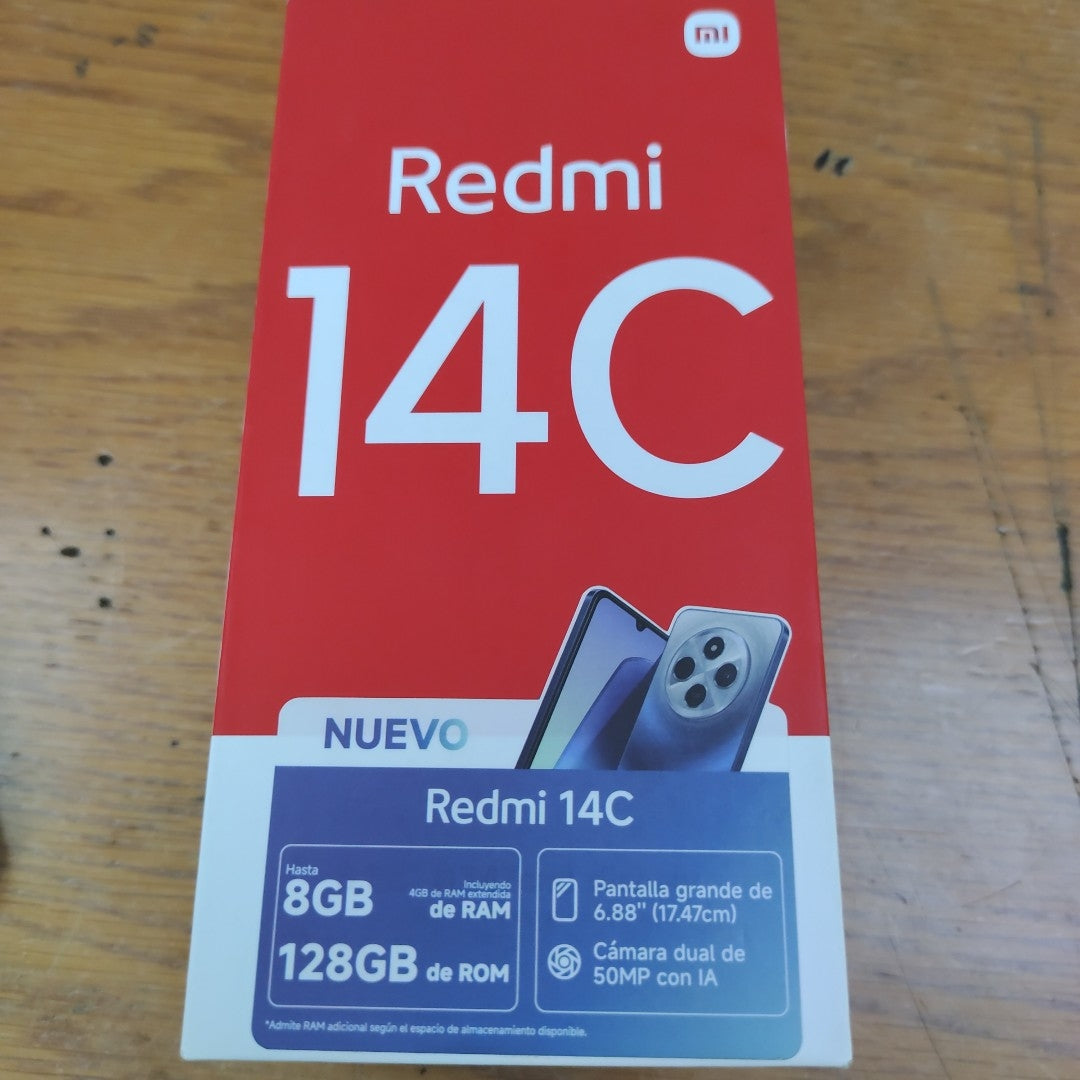 mi
Redmi
14C
NUEVO
Redmi 14C
Hasta
8GB
Incluyendo
4GB de RAM extendida
de RAM
128GB de ROM
Pantalla grande de
6.88" (17.47cm)
Cámara dual de
50MP con IA
*Admite RAM adicional según el espacio de almacenamiento disponible.